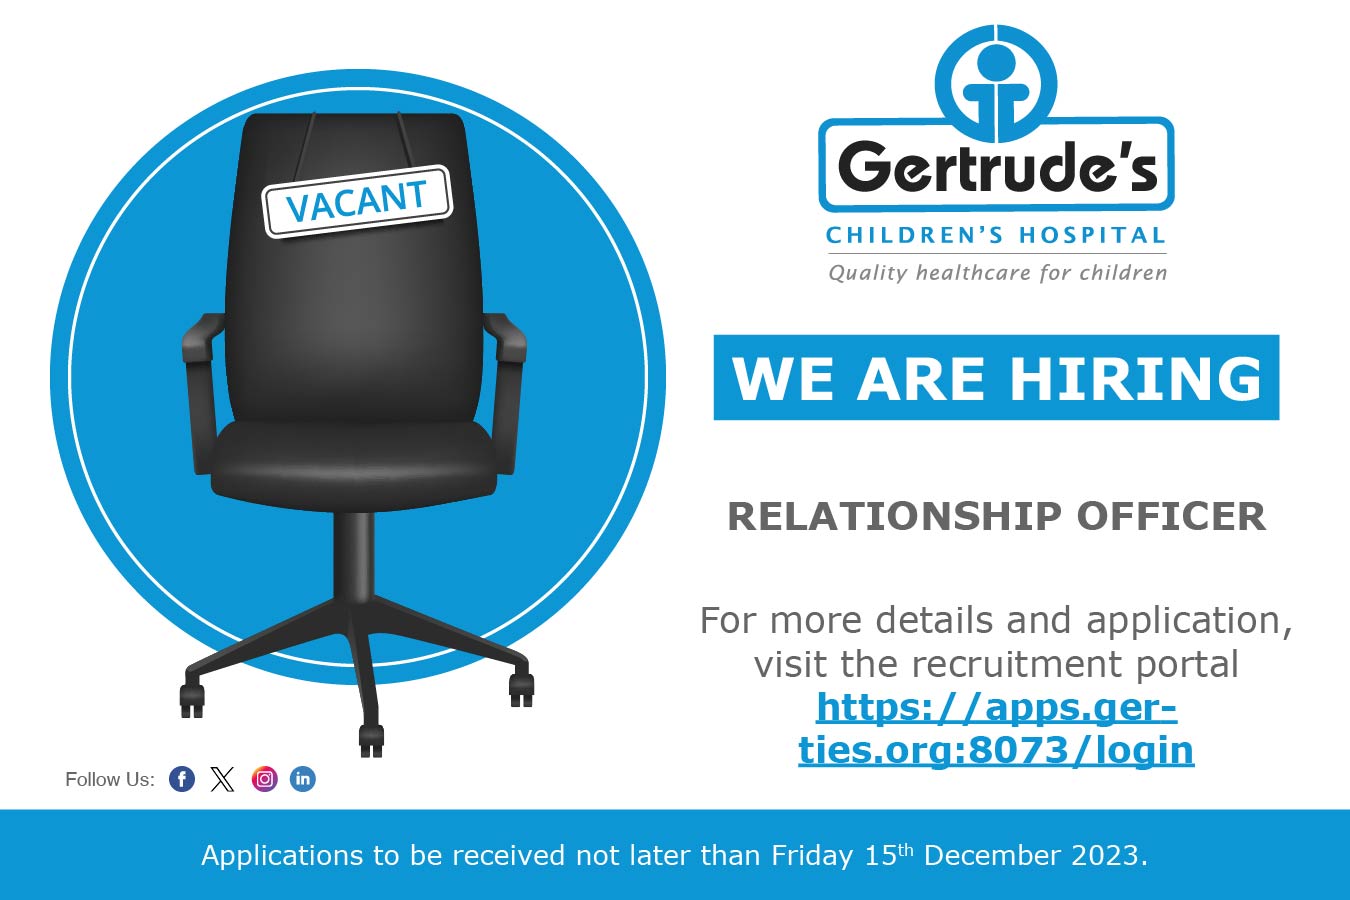 VACANT
Gertrude's
CHILDREN'S HOSPITAL
Quality healthcare for children
WE ARE HIRING
RELATIONSHIP OFFICER
For more details and application,
visit the recruitment portal
https://apps.ger-
ties.org:8073/login
Follow Us:
Applications to be received not later than Friday 15th December 2023.